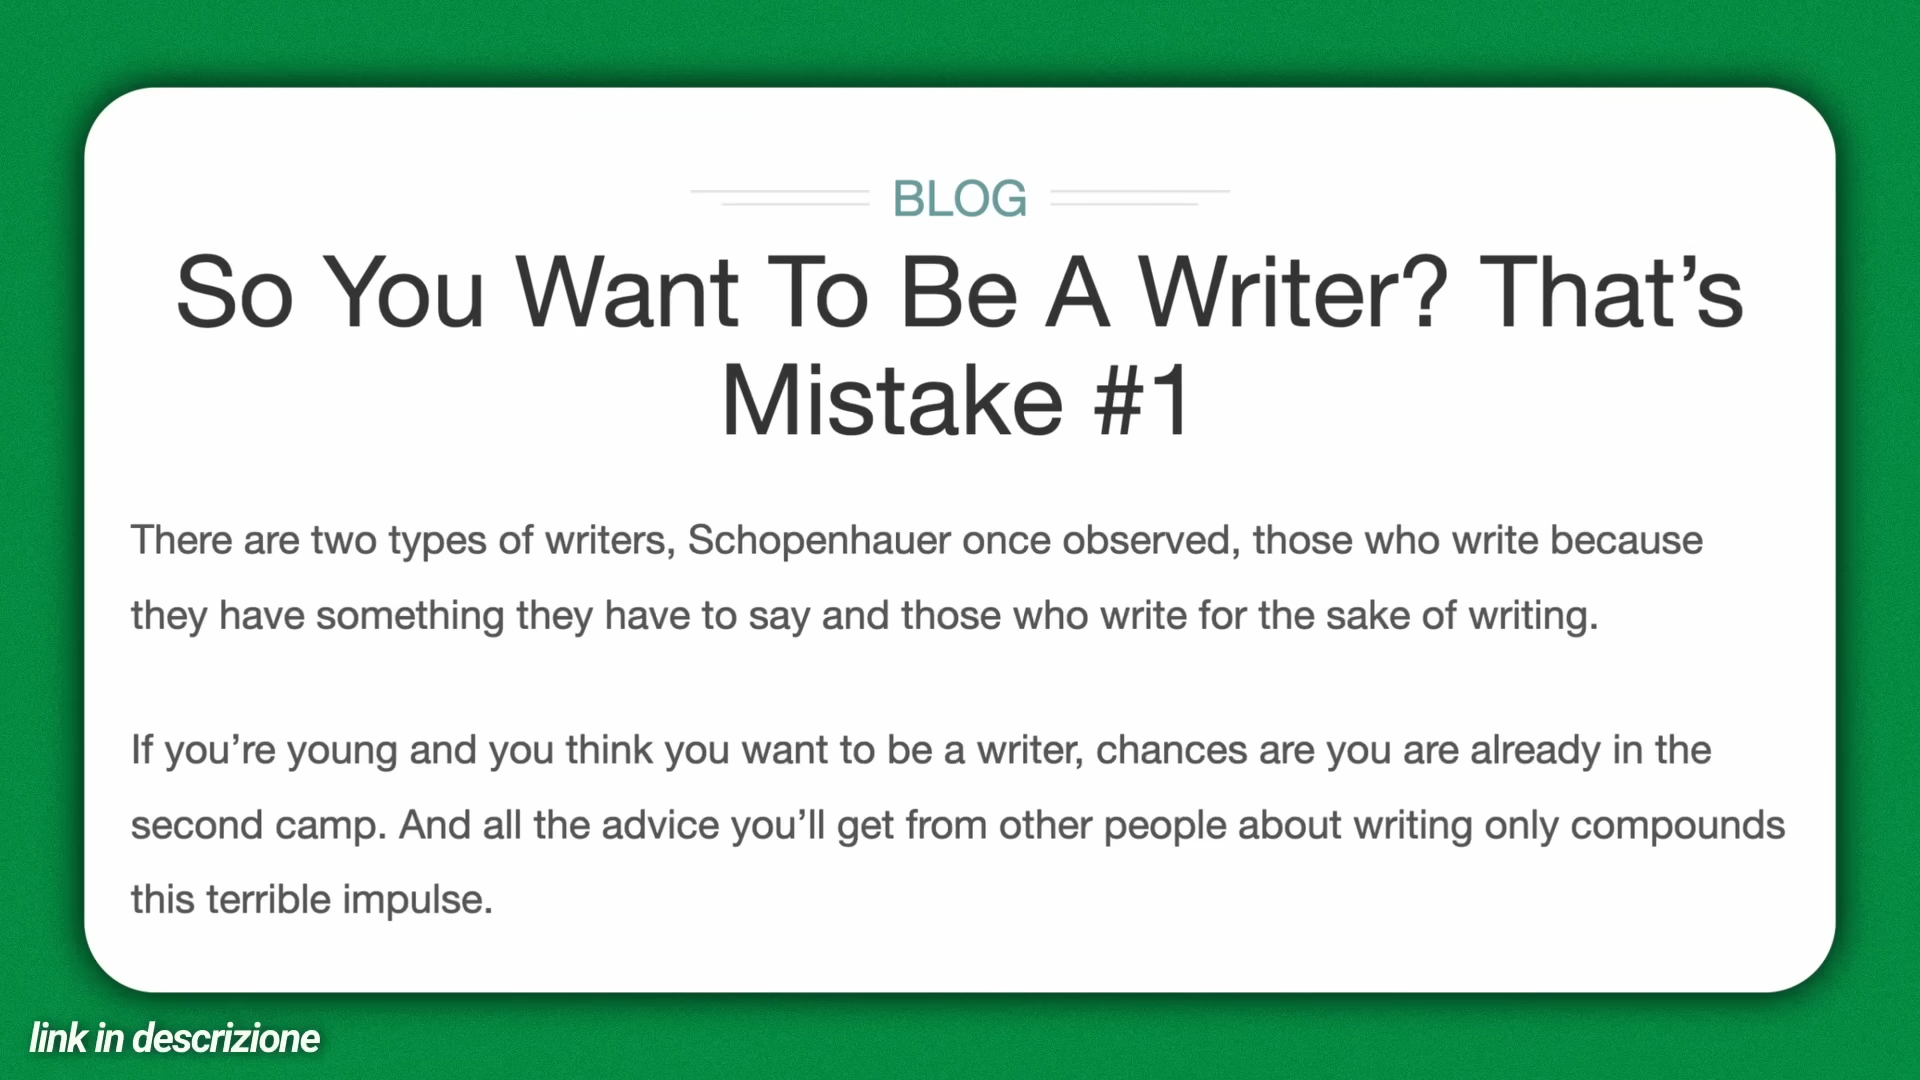 BLOG
So You Want To Be A Writer? That’s
Mistake #1
There are two types of writers, Schopenhauer once observed, those who write because
they have something they have to say and those who write for the sake of writing.
If you’re young and you think you want to be a writer, chances are you are already in the
second camp. And all the advice you’ll get from other people about writing only compounds
this terrible impulse.
link in descrizione